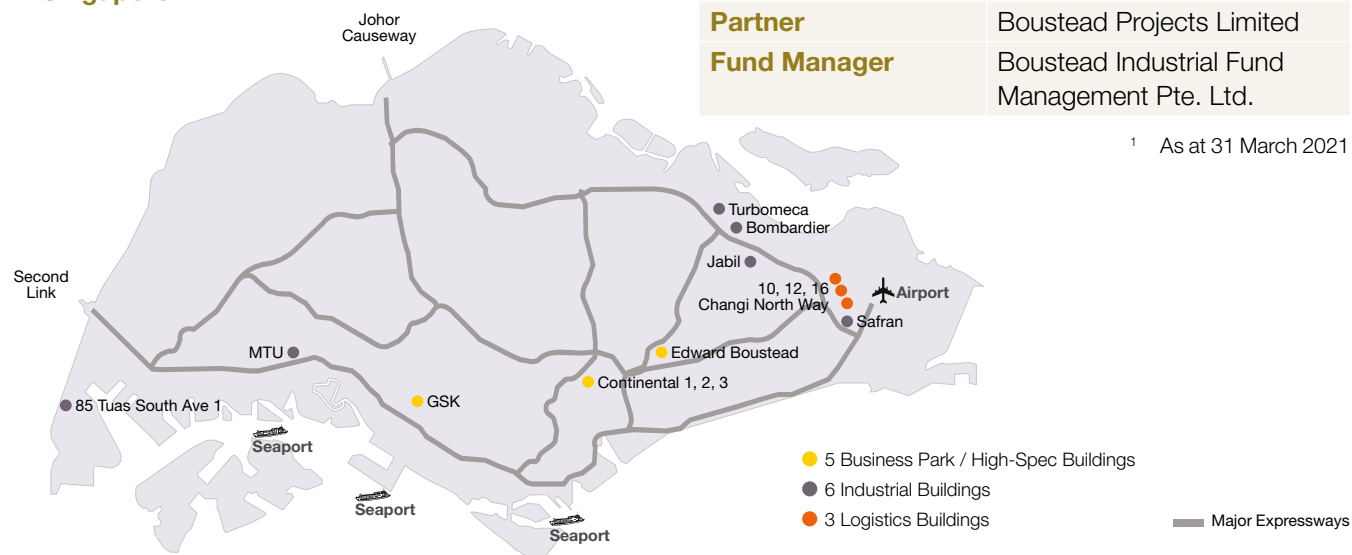 Partner
Boustead Projects Limited
Fund Manager
Boustead Industrial Fund
Management Pte. Ltd.
1 As at 31 March 2021
Johor
Causeway
Second
Link
Turbomeca
Bombardier
Jabil
10, 12, 16
Changi North Way
Airport
Safran
MTU
Edward Boustead
Continental 1, 2, 3
GSK
85 Tuas South Ave 1
Seaport
Seaport
Seaport
5 Business Park / High-Spec Buildings
6 Industrial Buildings
3 Logistics Buildings
Major Expressways